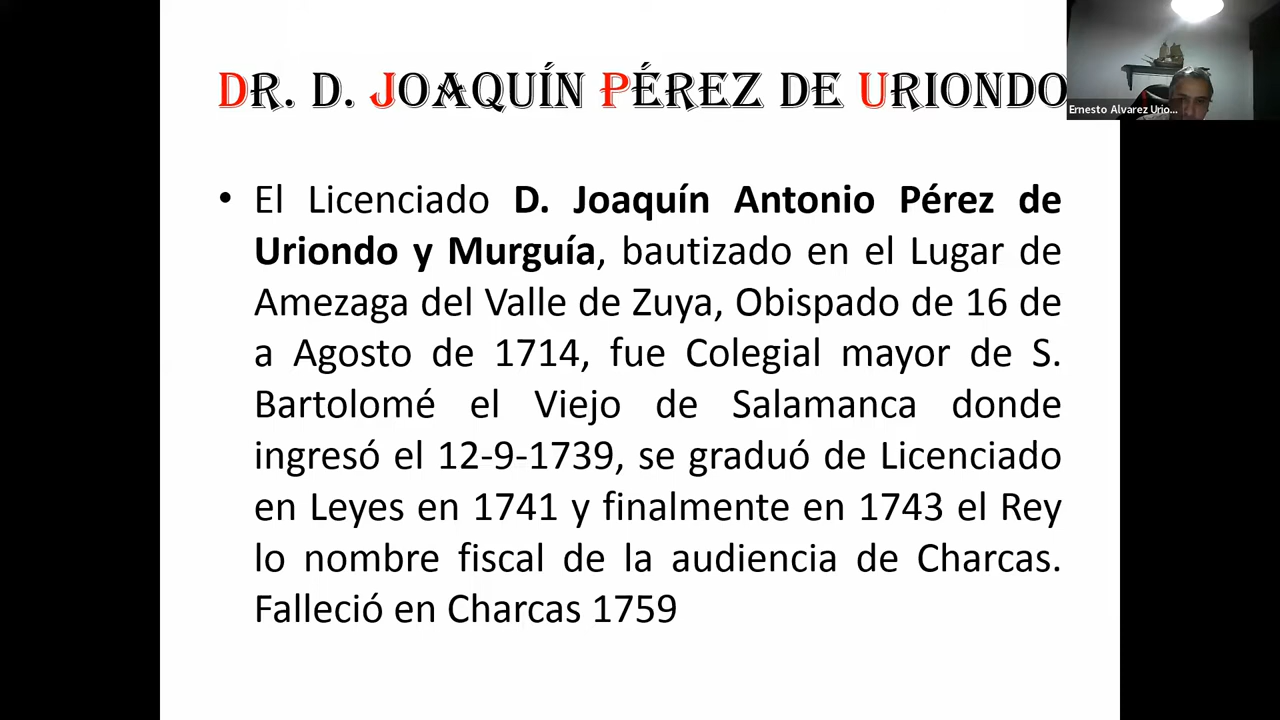 DR. D. JOAQUÍN PÉREZ DE URIONDO
Ernesto Alvarez Urio...
• El Licenciado D. Joaquín Antonio Pérez de
Uriondo y Murguía, bautizado en el Lugar de
Amezaga del Valle de Zuya, Obispado de 16 de
a Agosto de 1714, fue Colegial mayor de S.
Bartolomé el Viejo de Salamanca donde
ingresó el 12-9-1739, se graduó de Licenciado
en Leyes en 1741 y finalmente en 1743 el Rey
lo nombre fiscal de la audiencia de Charcas.
Falleció en Charcas 1759